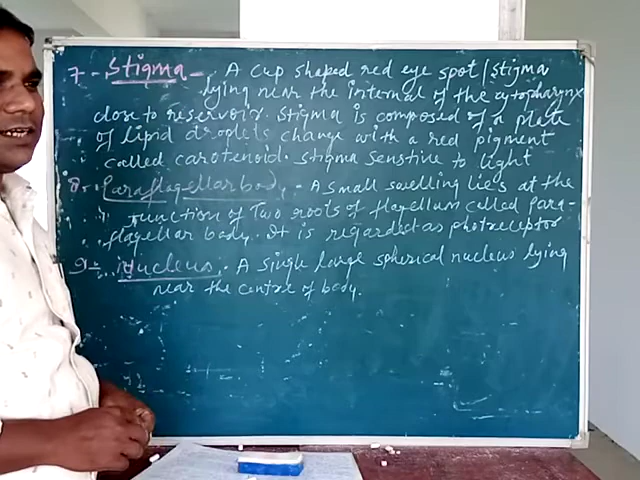 7 - Stigma - A cup shaped red eye spot / stigma
lying near the internal of the cytopharynx
close to reservoir. Stigma is composed of a plate
of lipid droplets change with a red pigment
called carotenoid. Stigma Senstive to light
8. Paraflagellar body. - A small swelling lie's at the
Junction of Two roots of flagellum called para-
flagellar body. It is regarded as photreceptor
9 - Nucleus. A single large spherical nucleus lying
near the centre of body.